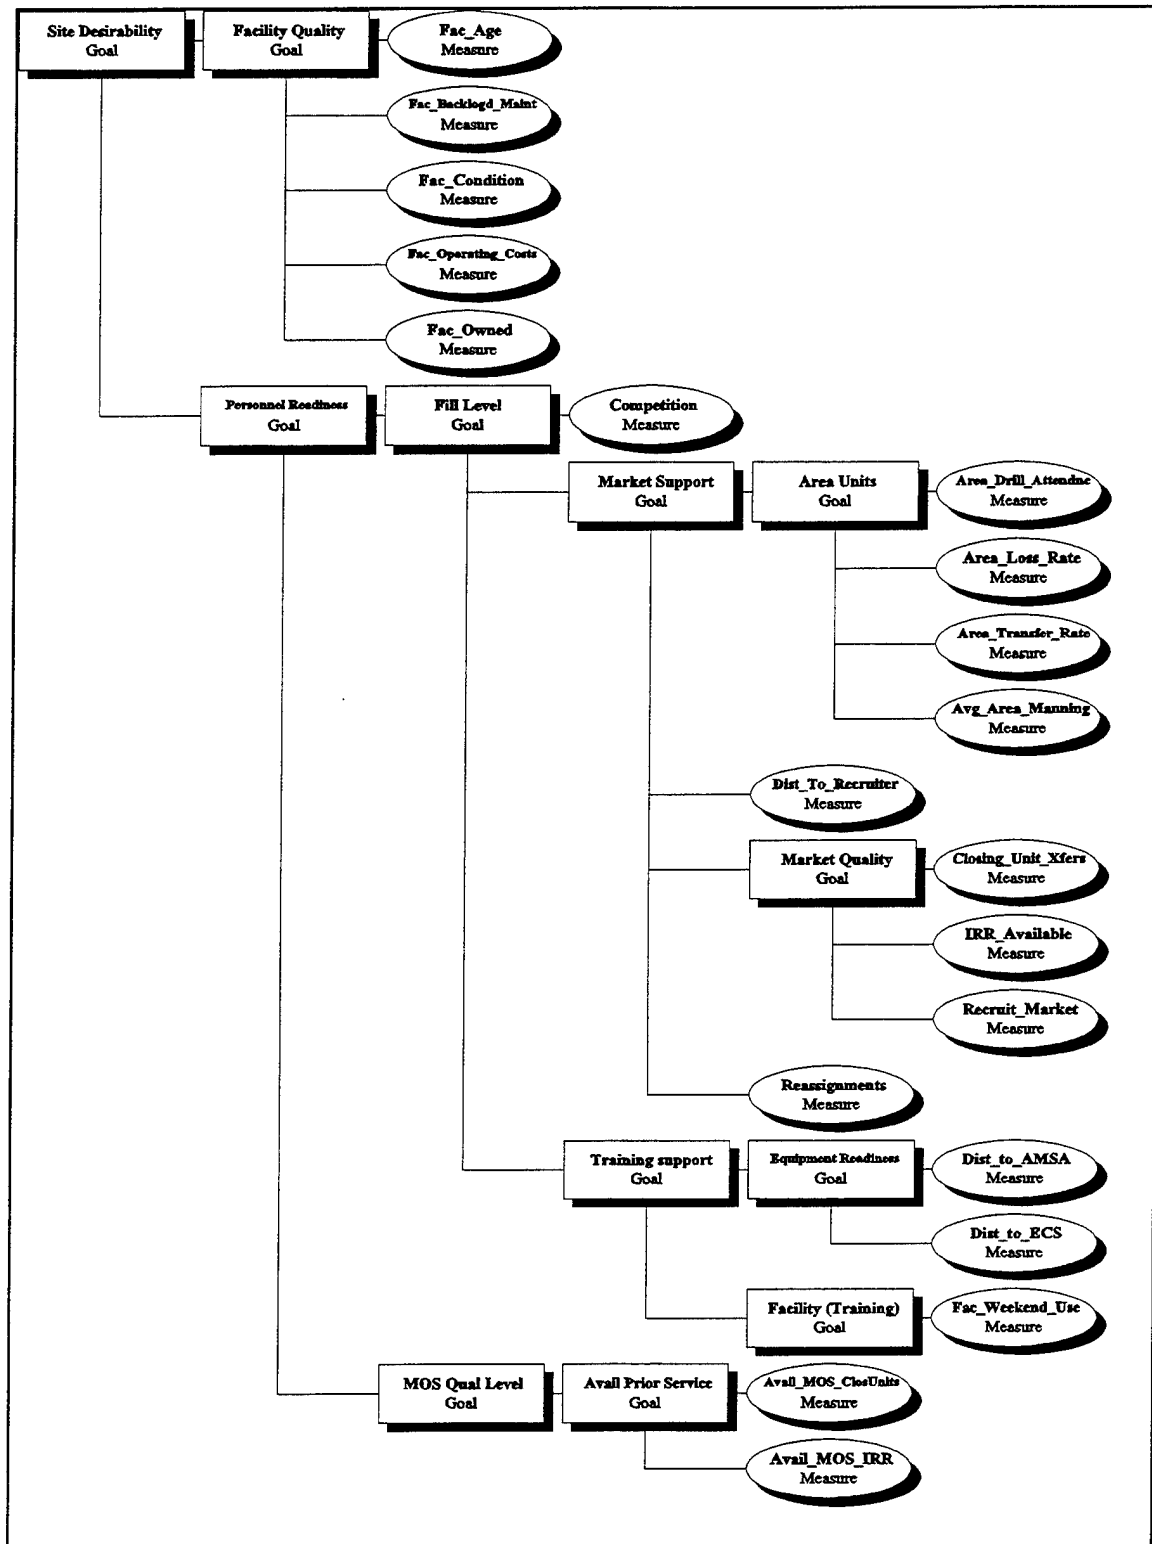 Site Desirability
Goal
Facility Quality
Goal
Fac_Age
Measure
Fac_Backlogd_Maint
Measure
Fac_Condition
Measure
Fac_Operating_Costs
Measure
Fac_Owned
Measure
Personnel Readiness
Goal
Fill Level
Goal
Competition
Measure
Market Support
Goal
Area Units
Goal
Area_Drill_Attendnc
Measure
Area_Loss_Rate
Measure
Area_Transfer_Rate
Measure
Avg_Area_Manning
Measure
Dist_To_Recruiter
Measure
Market Quality
Goal
Closing_Unit_Xfers
Measure
IRR_Available
Measure
Recruit_Market
Measure
Reassignments
Measure
Training support
Goal
Equipment Readiness
Goal
Dist_to_AMSA
Measure
Dist_to_ECS
Measure
Facility (Training)
Goal
Fac_Weekend_Use
Measure
MOS Qual Level
Goal
Avail Prior Service
Goal
Avail_MOS_ClosUnits
Measure
Avail_MOS_IRR
Measure